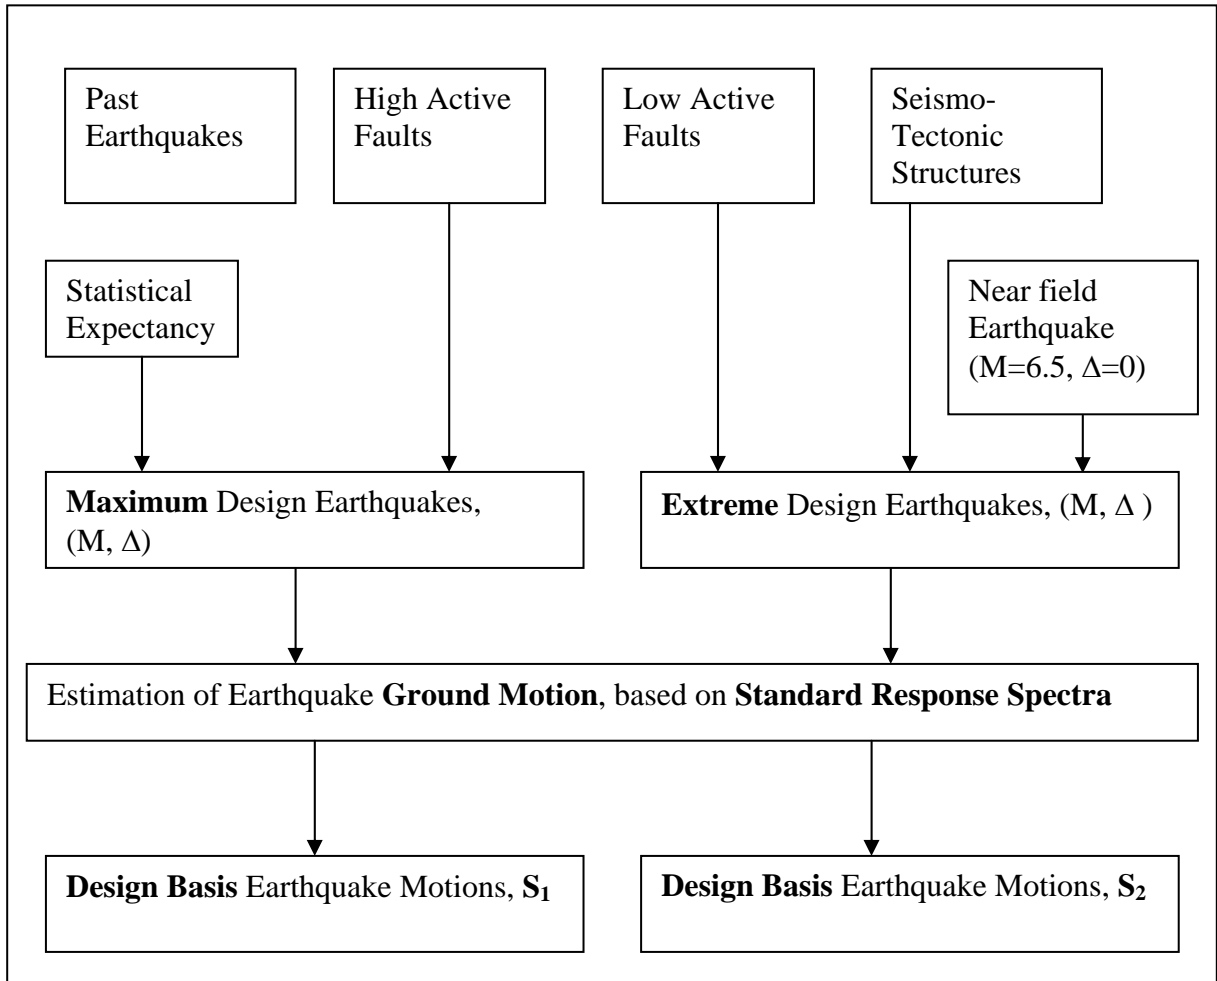 Past
Earthquakes
High Active
Faults
Low Active
Faults
Seismo-
Tectonic
Structures
Statistical
Expectancy
Near field
Earthquake
(M=6.5, Δ=0)
Maximum Design Earthquakes,
(M, Δ)
Extreme Design Earthquakes, (M, Δ )
Estimation of Earthquake Ground Motion, based on Standard Response Spectra
Design Basis Earthquake Motions, S₁
Design Basis Earthquake Motions, S₂